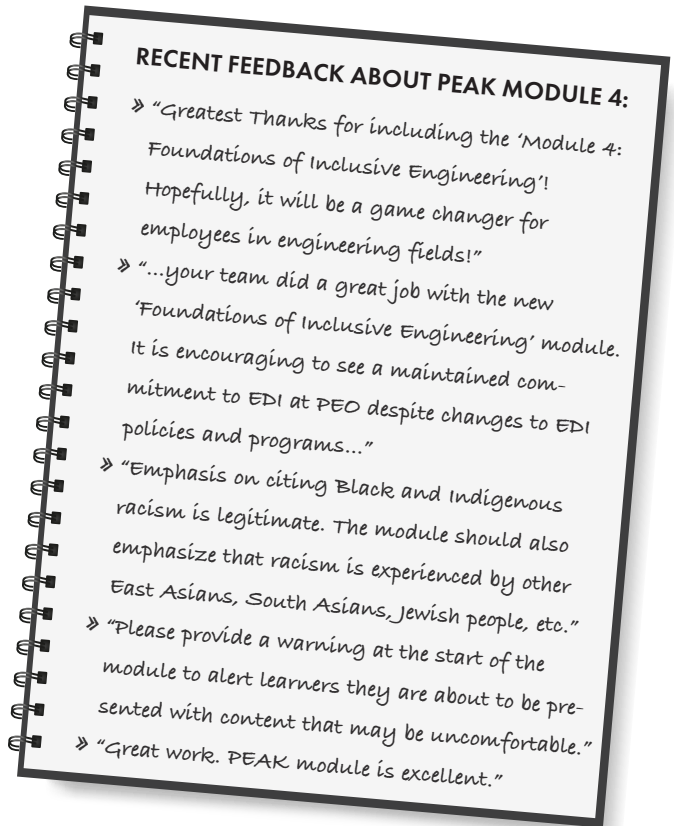 RECENT FEEDBACK ABOUT PEAK MODULE 4:
» “Greatest Thanks for including the ‘Module 4:
Foundations of Inclusive Engineering’!
Hopefully, it will be a game changer for
employees in engineering fields!”
» “...your team did a great job with the new
‘Foundations of Inclusive Engineering’ module.
It is encouraging to see a maintained com-
mitment to EDI at PEO despite changes to EDI
policies and programs...”
» “Emphasis on citing Black and Indigenous
racism is legitimate. The module should also
emphasize that racism is experienced by other
East Asians, South Asians, Jewish people, etc.”
» “Please provide a warning at the start of the
module to alert learners they are about to be pre-
sented with content that may be uncomfortable.”
» “Great work. PEAK module is excellent.”